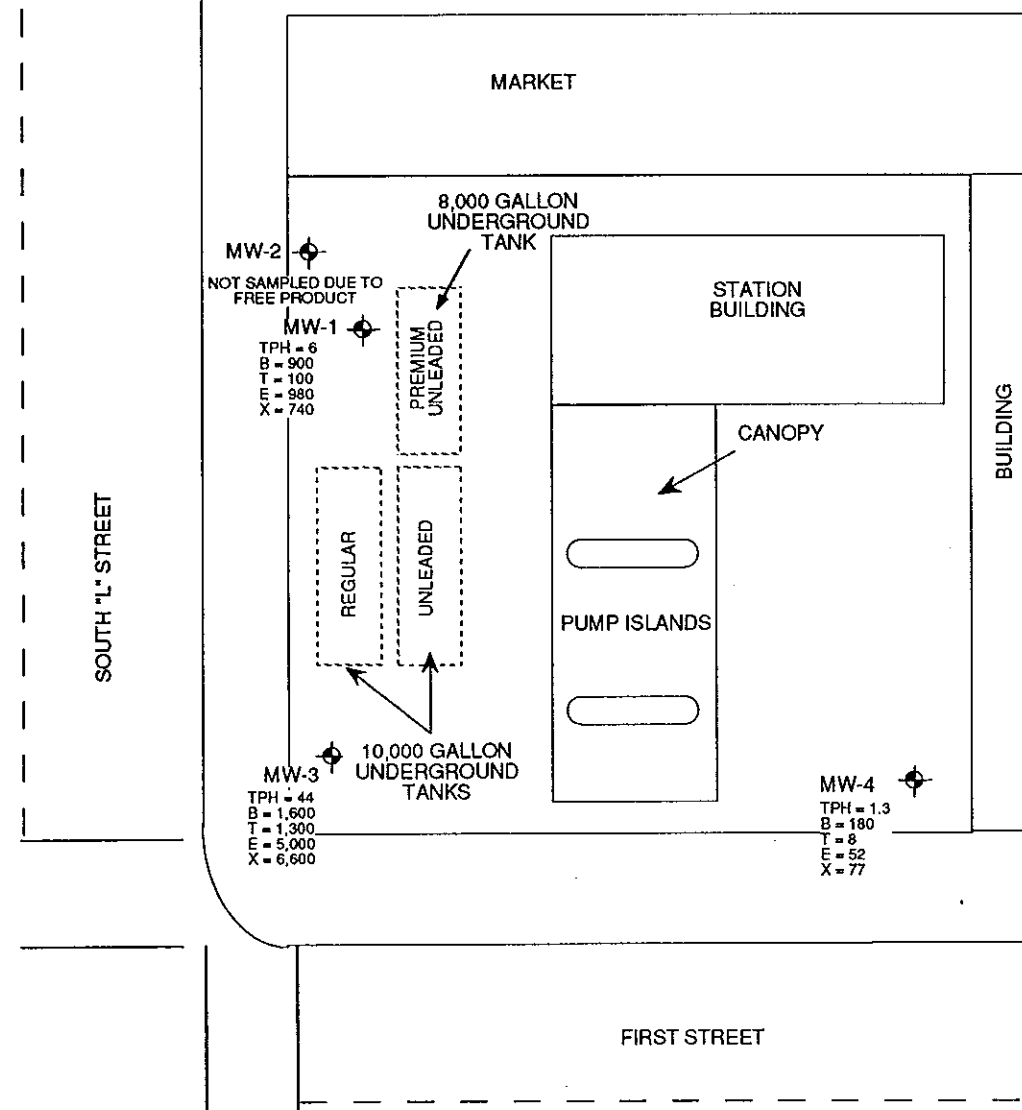 MARKET
8,000 GALLON
UNDERGROUND
TANK
MW-2
NOT SAMPLED DUE TO
FREE PRODUCT
MW-1
TPH = 6
B = 900
T = 100
E = 980
X = 740
PREMIUM
UNLEADED
STATION
BUILDING
CANOPY
BUILDING
SOUTH "L" STREET
REGULAR
UNLEADED
PUMP ISLANDS
10,000 GALLON
UNDERGROUND
TANKS
MW-3
TPH = 44
B = 1,600
T = 1,300
E = 5,000
X = 6,600
MW-4
TPH = 1.3
B = 180
T = 8
E = 52
X = 77
FIRST STREET